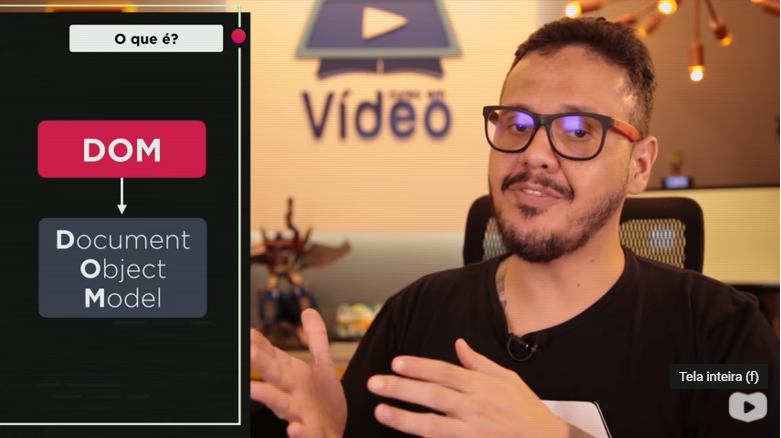 O que é?
DOM
Document
Object
Model
Vídeo
Tela inteira (f)